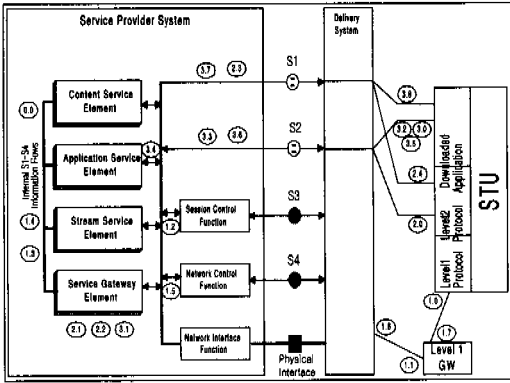 Service Provider System
Delivery
System
S1
3.7
2.3
Content Service
Element
0.0
3.8
S2
3.2
3.0
3.5
3.6
3.4
Application Service
Element
Internal S1-S4
Information Flows
Downloaded
Application
STU
2.4
S3
Session Control
Function
1.2
Stream Service
Element
1.4
2.0
Level2
Protocol
1.3
S4
Network Control
Function
1.5
Service Gateway
Element
Level1
Protocol
1.0
2.1
2.2
3.1
Network Interface
Function
Physical
Interface
1.6
1.7
1.1
Level 1
GW